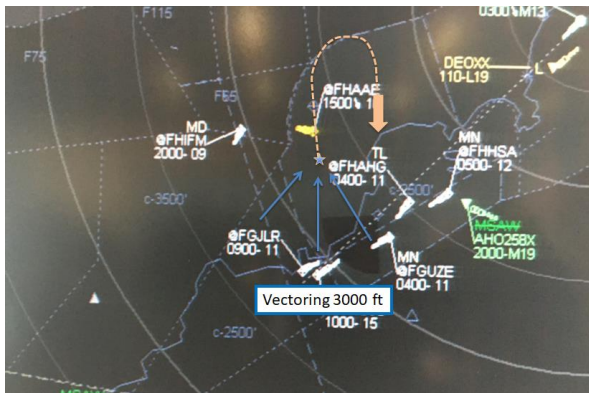 F115
0300 M13
F75
DEOXX
110-L19
L
F55
@FHAAE
1500
MD
@FHIFM
2000- 09
MN
@FHHSA
0500- 12
TL
@FHAHG
0400- 11
c-3500'
c-2500'
MSAW
AHO258X
2000-M19
@FGJLR
0900- 11
MN
@FGUZE
0400- 11
Vectoring 3000 ft
1000- 15
c-2500'